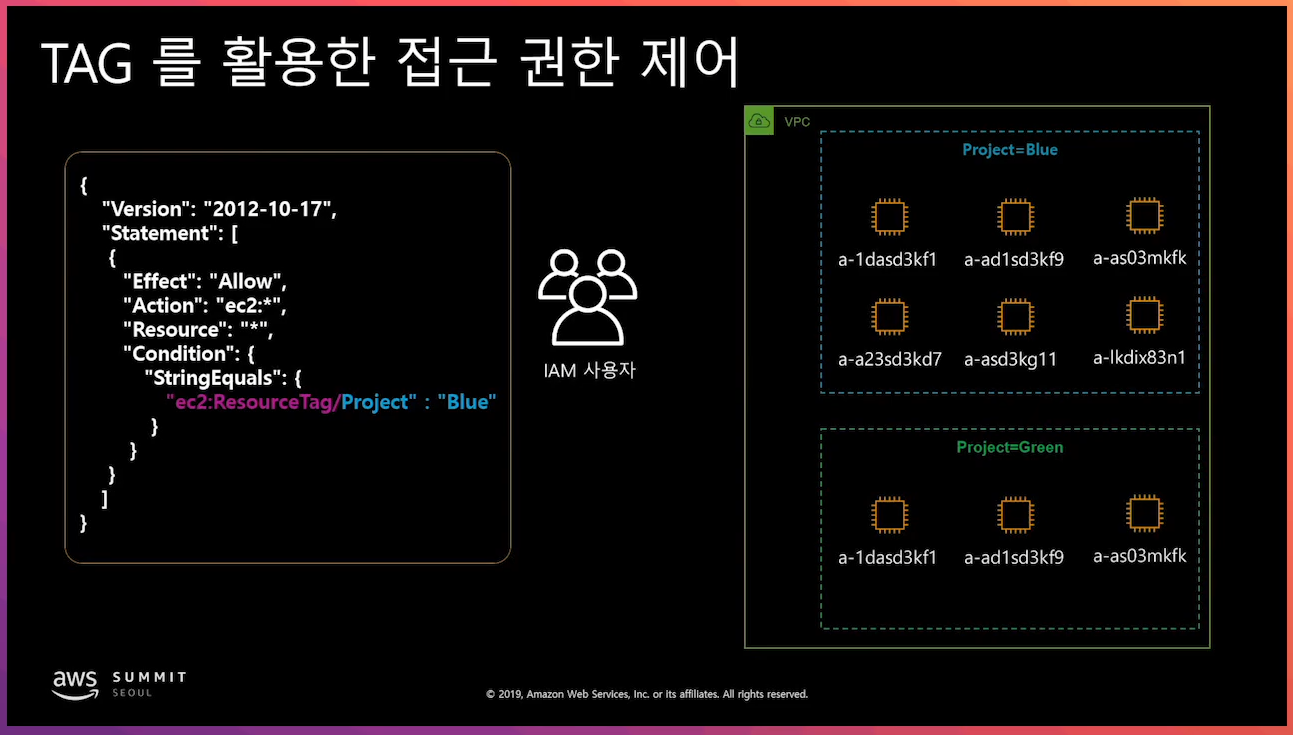 TAG 를 활용한 접근 권한 제어
{
"Version": "2012-10-17",
"Statement": [
{
"Effect": "Allow",
"Action": "ec2:*",
"Resource": "*",
"Condition": {
"StringEquals": {
"ec2:ResourceTag/Project" : "Blue"
}
}
}
]
}
IAM 사용자
VPC
Project=Blue
a-1dasd3kf1 a-ad1sd3kf9 a-as03mkfk
a-a23sd3kd7 a-asd3kg11 a-lkdix83n1
Project=Green
a-1dasd3kf1 a-ad1sd3kf9 a-as03mkfk
aws SUMMIT
SEOUL
© 2019, Amazon Web Services, Inc. or its affiliates. All rights reserved.